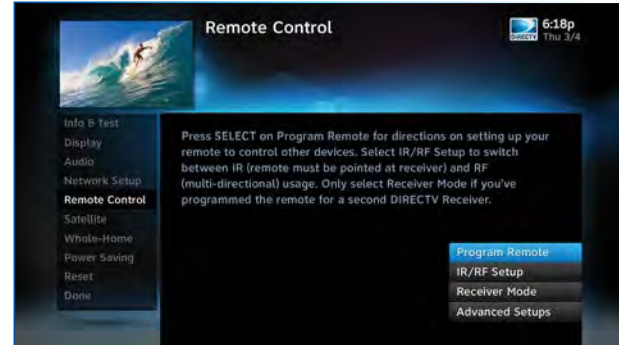 Remote Control
6:18p
DIRECTV Thu 3/4
Info & Test
Display
Audio
Network Setup
Remote Control
Satellite
Whole-Home
Power Saving
Reset
Done
Press SELECT on Program Remote for directions on setting up your
remote to control other devices. Select IR/RF Setup to switch
between IR (remote must be pointed at receiver) and RF
(multi-directional) usage. Only select Receiver Mode if you've
programmed the remote for a second DIRECTV Receiver.
Program Remote
IR/RF Setup
Receiver Mode
Advanced Setups